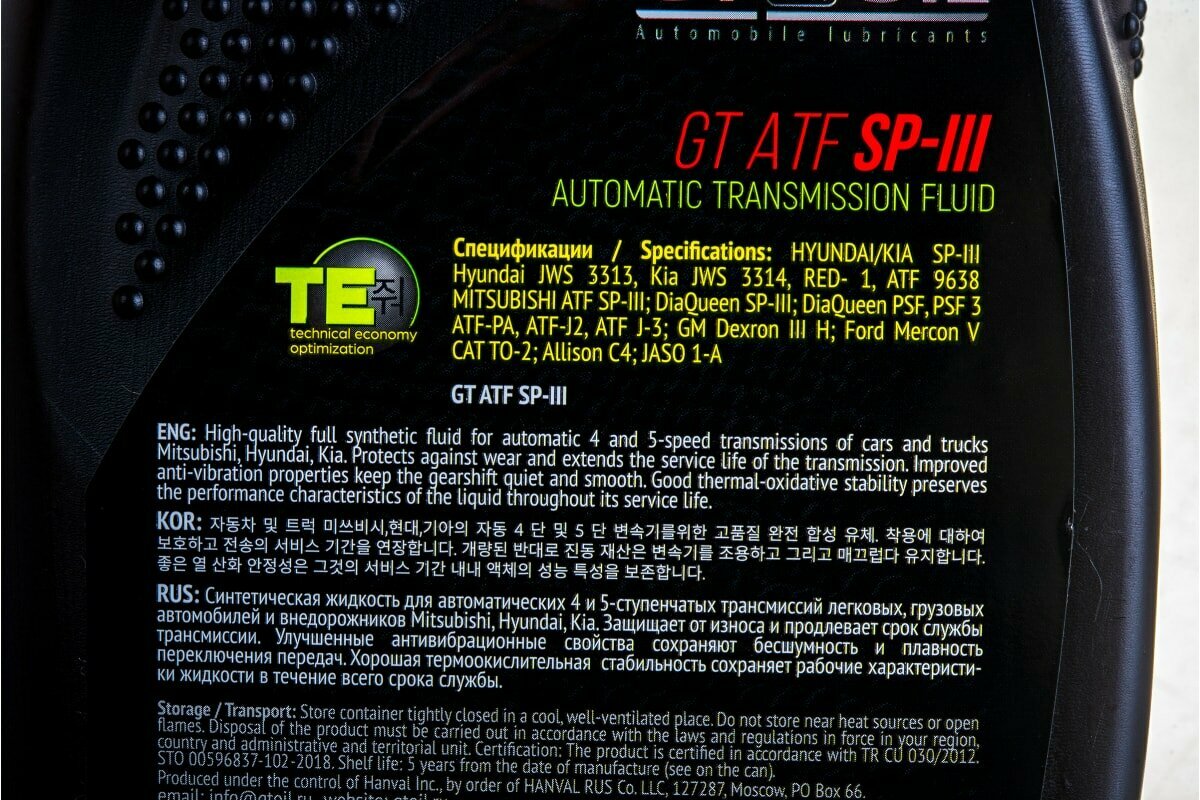 Automobile lubricants
GT ATF SP-III
AUTOMATIC TRANSMISSION FLUID
TE 줘
technical economy
optimization
Спецификации / Specifications: HYUNDAI/KIA SP-III
Hyundai JWS 3313, Kia JWS 3314, RED- 1, ATF 9638
MITSUBISHI ATF SP-III; DiaQueen SP-III; DiaQueen PSF, PSF 3
ATF-PA, ATF-J2, ATF J-3; GM Dexron III H; Ford Mercon V
CAT TO-2; Allison C4; JASO 1-A
GT ATF SP-III
ENG: High-quality full synthetic fluid for automatic 4 and 5-speed transmissions of cars and trucks
Mitsubishi, Hyundai, Kia. Protects against wear and extends the service life of the transmission. Improved
anti-vibration properties keep the gearshift quiet and smooth. Good thermal-oxidative stability preserves
the performance characteristics of the liquid throughout its service life.
KOR: 자동차 및 트럭 미쓰비시,현대,기아의 자동 4 단 및 5 단 변속기를위한 고품질 완전 합성 유체. 착용에 대하여
보호하고 전송의 서비스 기간을 연장합니다. 개량된 반대로 진동 재산은 변속기를 조용하고 그리고 매끄럽다 유지합니다.
좋은 열 산화 안정성은 그것의 서비스 기간 내내 액체의 성능 특성을 보존합니다.
RUS: Синтетическая жидкость для автоматических 4 и 5-ступенчатых трансмиссий легковых, грузовых
автомобилей и внедорожников Mitsubishi, Hyundai, Kia. Защищает от износа и продлевает срок службы
трансмиссии. Улучшенные антивибрационные свойства сохраняют бесшумность и плавность
переключения передач. Хорошая термоокислительная стабильность сохраняет рабочие характеристи-
ки жидкости в течение всего срока службы.
Storage / Transport: Store container tightly closed in a cool, well-ventilated place. Do not store near heat sources or open
flames. Disposal of the product must be carried out in accordance with the laws and regulations in force in your region,
country and administrative and territorial unit. Certification: The product is certified in accordance with TR CU 030/2012.
STO 00596837-102-2018. Shelf life: 5 years from the date of manufacture (see on the can).
Produced under the control of Hanval Inc., by order of HANVAL RUS Co. LLC, 127287, Moscow, PO Box 66.
email: info@gtoil.ru website: gtoil.ru